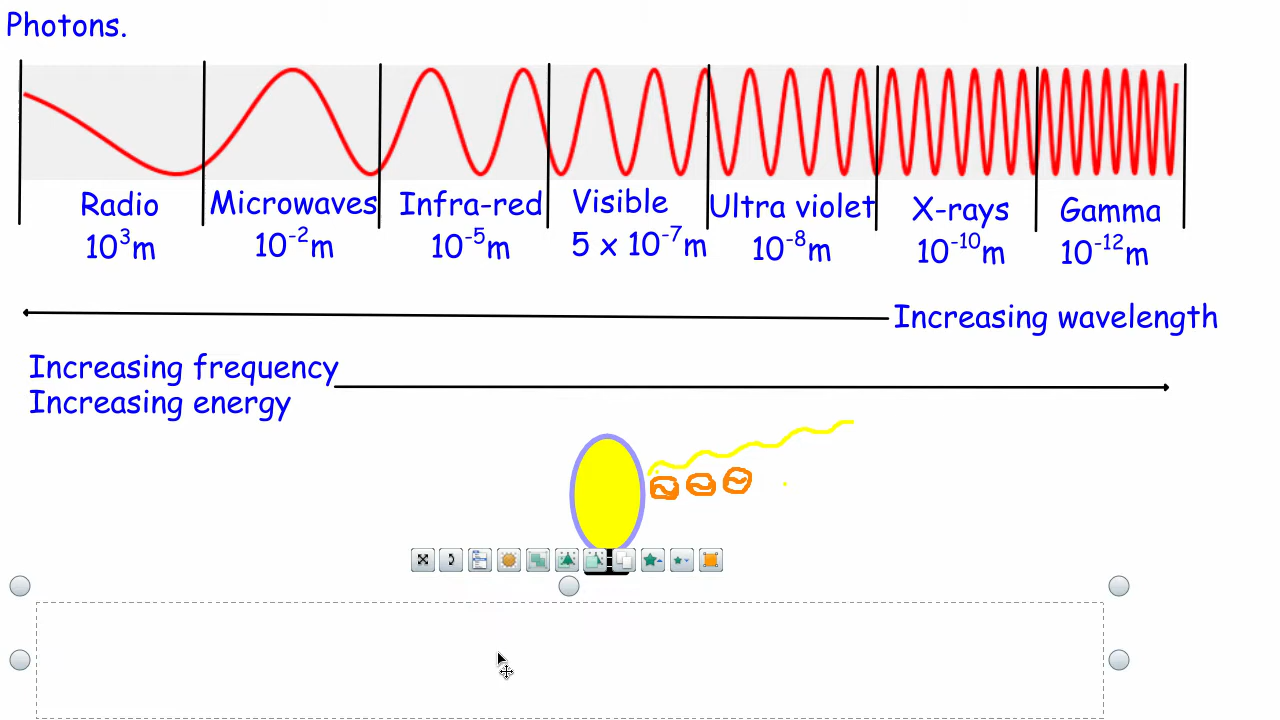 Photons.
Radio Microwaves Infra-red Visible Ultra violet X-rays Gamma
10³m 10⁻²m 10⁻⁵m 5 x 10⁻⁷m 10⁻⁸m 10⁻¹⁰m 10⁻¹²m
Increasing wavelength
Increasing frequency
Increasing energy